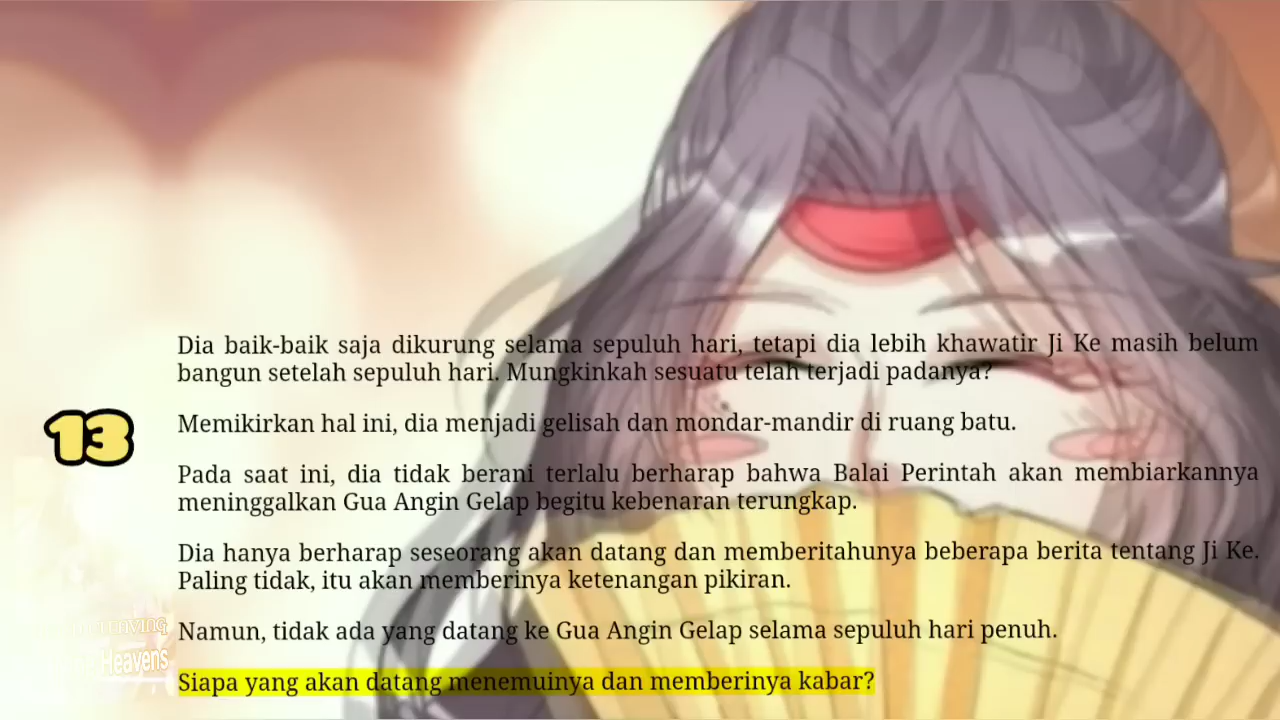 Dia baik-baik saja dikurung selama sepuluh hari, tetapi dia lebih khawatir Ji Ke masih belum
bangun setelah sepuluh hari. Mungkinkah sesuatu telah terjadi padanya?
13
Memikirkan hal ini, dia menjadi gelisah dan mondar-mandir di ruang batu.
Pada saat ini, dia tidak berani terlalu berharap bahwa Balai Perintah akan membiarkannya
meninggalkan Gua Angin Gelap begitu kebenaran terungkap.
Dia hanya berharap seseorang akan datang dan memberitahunya beberapa berita tentang Ji Ke.
Paling tidak, itu akan memberinya ketenangan pikiran.
Namun, tidak ada yang datang ke Gua Angin Gelap selama sepuluh hari penuh.
Heavens
Siapa yang akan datang menemuinya dan memberinya kabar?